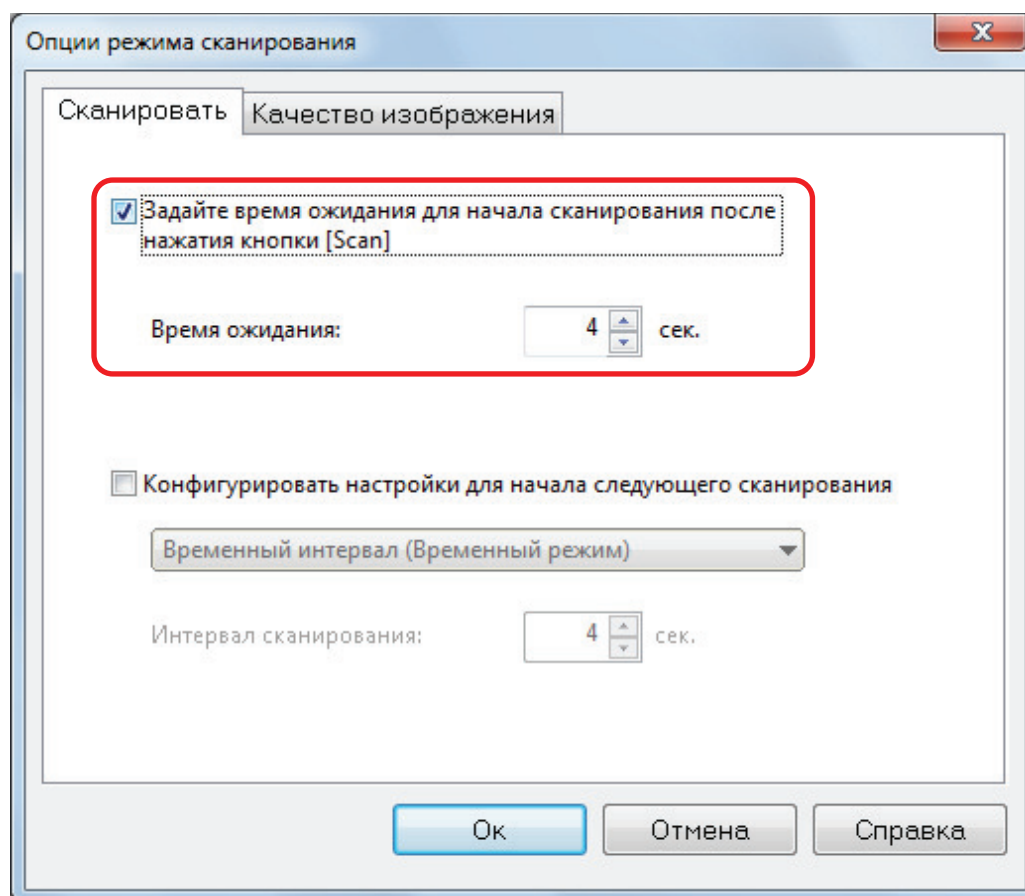 Опции режима сканирования
Сканировать
Качество изображения
Задайте время ожидания для начала сканирования после
нажатия кнопки [Scan]
Время ожидания: 4 сек.
Конфигурировать настройки для начала следующего сканирования
Временный интервал (Временный режим)
Интервал сканирования: 4 сек.
Ок Отмена Справка